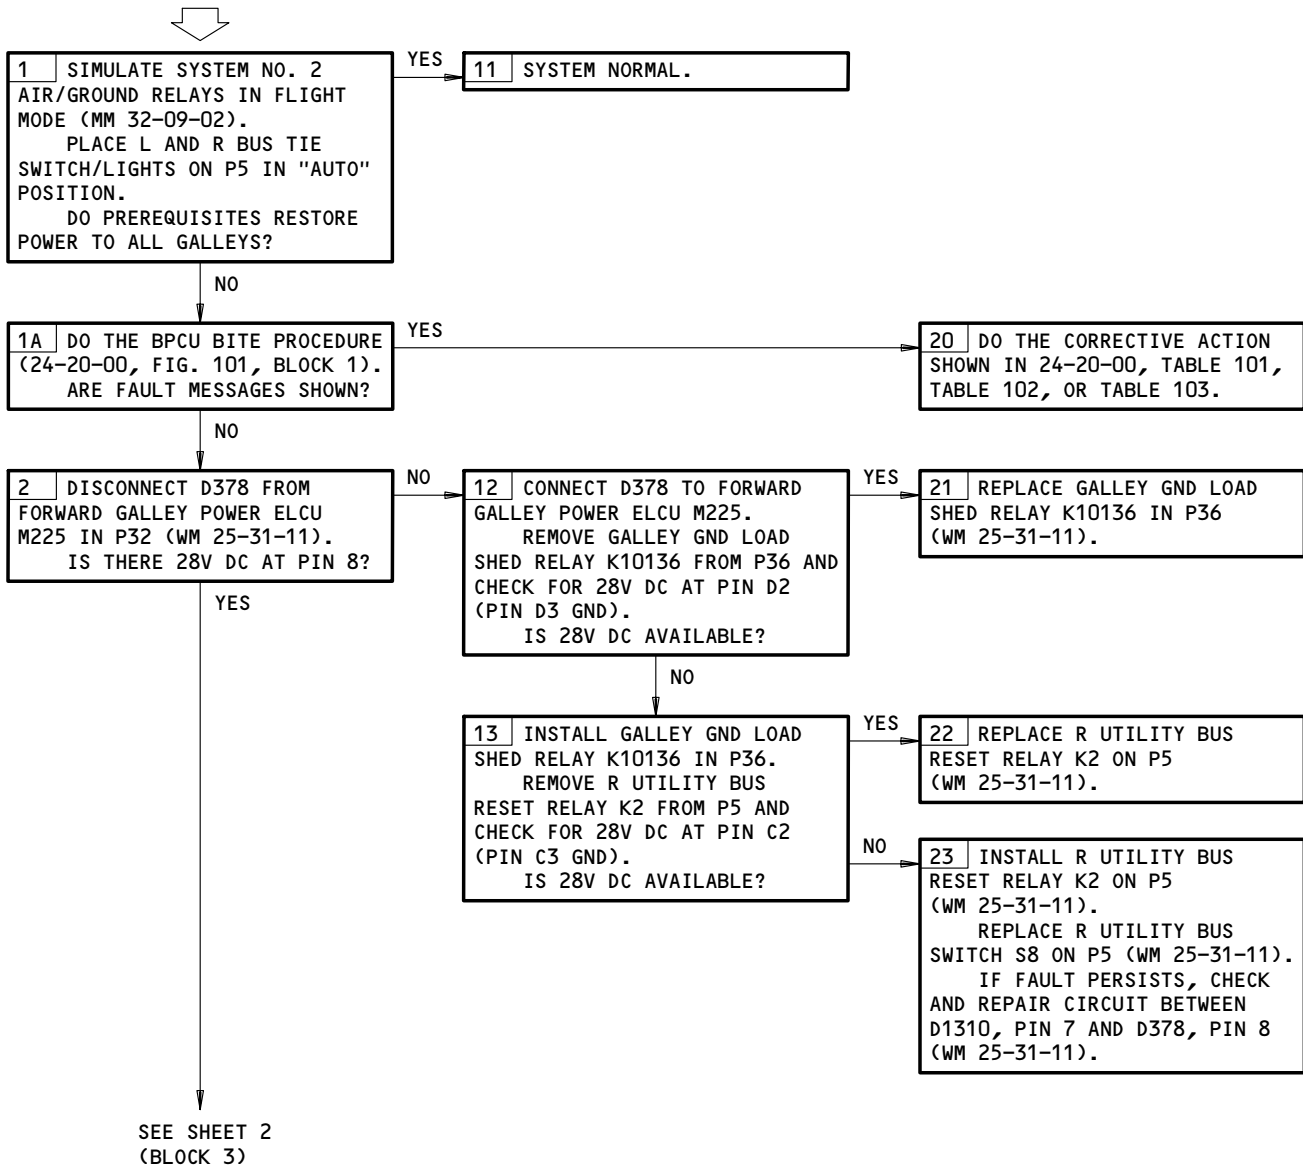 1 SIMULATE SYSTEM NO. 2
AIR/GROUND RELAYS IN FLIGHT
MODE (MM 32-09-02).
PLACE L AND R BUS TIE
SWITCH/LIGHTS ON P5 IN "AUTO"
POSITION.
DO PREREQUISITES RESTORE
POWER TO ALL GALLEYS?
YES
11 SYSTEM NORMAL.
NO
1A DO THE BPCU BITE PROCEDURE
(24-20-00, FIG. 101, BLOCK 1).
ARE FAULT MESSAGES SHOWN?
YES
20 DO THE CORRECTIVE ACTION
SHOWN IN 24-20-00, TABLE 101,
TABLE 102, OR TABLE 103.
NO
2 DISCONNECT D378 FROM
FORWARD GALLEY POWER ELCU
M225 IN P32 (WM 25-31-11).
IS THERE 28V DC AT PIN 8?
NO
12 CONNECT D378 TO FORWARD
GALLEY POWER ELCU M225.
REMOVE GALLEY GND LOAD
SHED RELAY K10136 FROM P36 AND
CHECK FOR 28V DC AT PIN D2
(PIN D3 GND).
IS 28V DC AVAILABLE?
YES
21 REPLACE GALLEY GND LOAD
SHED RELAY K10136 IN P36
(WM 25-31-11).
YES
NO
13 INSTALL GALLEY GND LOAD
SHED RELAY K10136 IN P36.
REMOVE R UTILITY BUS
RESET RELAY K2 FROM P5 AND
CHECK FOR 28V DC AT PIN C2
(PIN C3 GND).
IS 28V DC AVAILABLE?
YES
22 REPLACE R UTILITY BUS
RESET RELAY K2 ON P5
(WM 25-31-11).
NO
23 INSTALL R UTILITY BUS
RESET RELAY K2 ON P5
(WM 25-31-11).
REPLACE R UTILITY BUS
SWITCH S8 ON P5 (WM 25-31-11).
IF FAULT PERSISTS, CHECK
AND REPAIR CIRCUIT BETWEEN
D1310, PIN 7 AND D378, PIN 8
(WM 25-31-11).
SEE SHEET 2
(BLOCK 3)